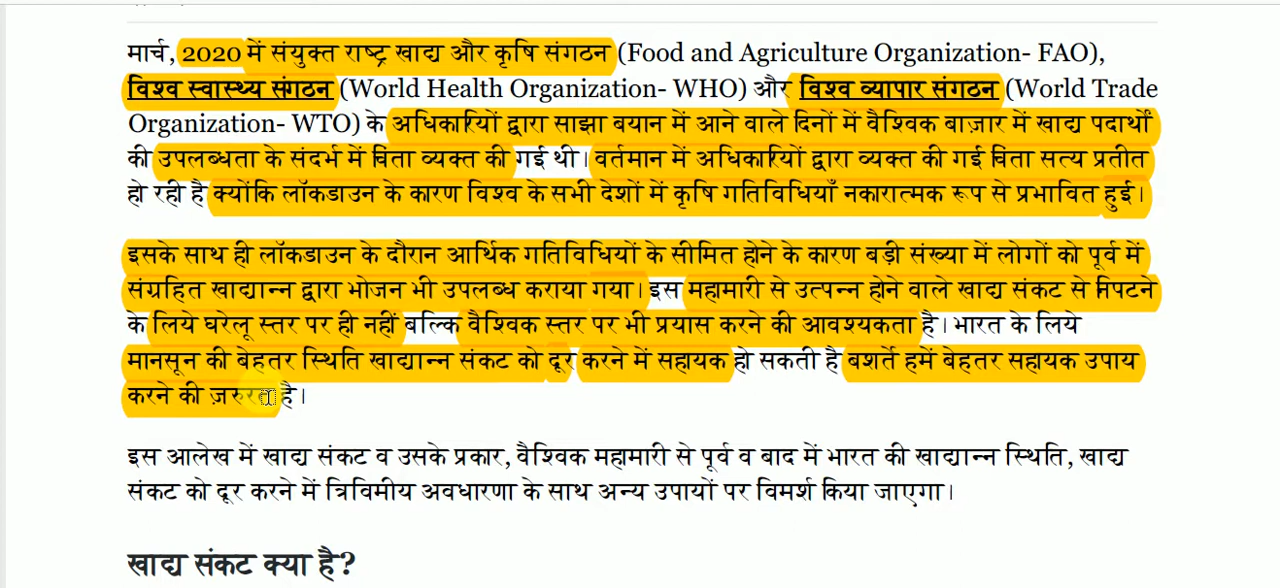 मार्च, 2020 में संयुक्त राष्ट्र खाद्य और कृषि संगठन (Food and Agriculture Organization- FAO),
विश्व स्वास्थ्य संगठन (World Health Organization- WHO) और विश्व व्यापार संगठन (World Trade
Organization- WTO) के अधिकारियों द्वारा साझा बयान में आने वाले दिनों में वैश्विक बाज़ार में खाद्य पदार्थों
की उपलब्धता के संदर्भ में चिंता व्यक्त की गई थी। वर्तमान में अधिकारियों द्वारा व्यक्त की गई चिंता सत्य प्रतीत
हो रही है क्योंकि लॉकडाउन के कारण विश्व के सभी देशों में कृषि गतिविधियाँ नकारात्मक रूप से प्रभावित हुई।
इसके साथ ही लॉकडाउन के दौरान आर्थिक गतिविधियों के सीमित होने के कारण बड़ी संख्या में लोगों को पूर्व में
संग्रहित खाद्यान्न द्वारा भोजन भी उपलब्ध कराया गया। इस महामारी से उत्पन्न होने वाले खाद्य संकट से निपटने
के लिये घरेलू स्तर पर ही नहीं बल्कि वैश्विक स्तर पर भी प्रयास करने की आवश्यकता है। भारत के लिये
मानसून की बेहतर स्थिति खाद्यान्न संकट को दूर करने में सहायक हो सकती है बशर्ते हमें बेहतर सहायक उपाय
करने की ज़रुरत है।
इस आलेख में खाद्य संकट व उसके प्रकार, वैश्विक महामारी से पूर्व व बाद में भारत की खाद्यान्न स्थिति, खाद्य
संकट को दूर करने में त्रिविमीय अवधारणा के साथ अन्य उपायों पर विमर्श किया जाएगा।
खाद्य संकट क्या है?